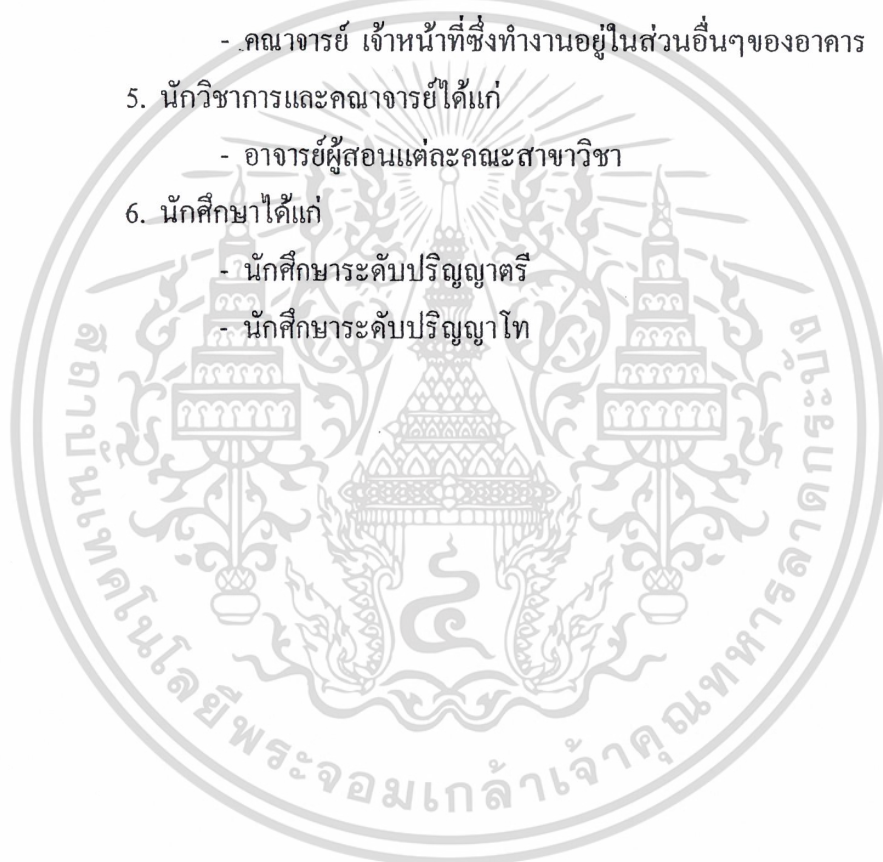 - คณาจารย์ เจ้าหน้าที่ซึ่งทำงานอยู่ในส่วนอื่นๆของอาคาร
5. นักวิชาการและคณาจารย์ได้แก่
- อาจารย์ผู้สอนแต่ละคณะสาขาวิชา
6. นักศึกษาได้แก่
- นักศึกษาระดับปริญญาตรี
- นักศึกษาระดับปริญญาโท
สถาบันเทคโนโลยีพระจอมเกล้าเจ้าคุณทหารลาดกระบัง
๔